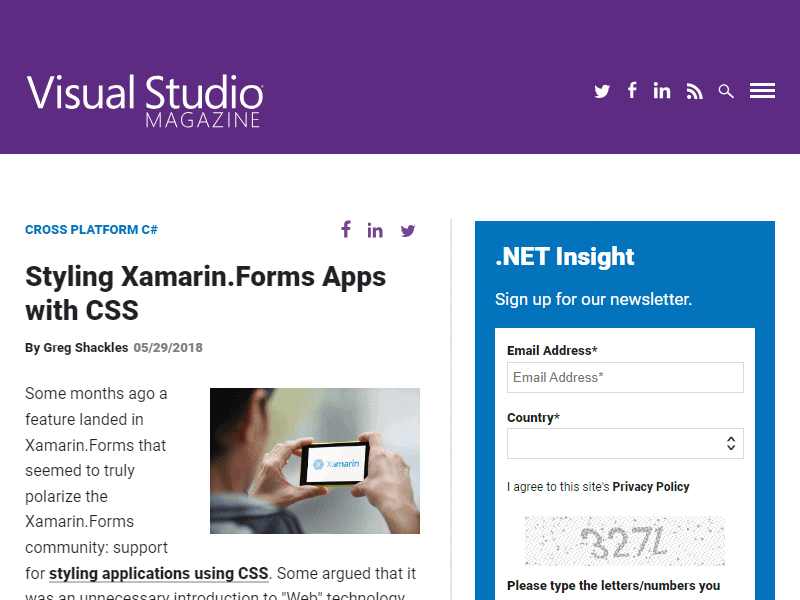 Visual Studio
MAGAZINE
CROSS PLATFORM C#
Styling Xamarin.Forms Apps
with CSS
By Greg Shackles 05/29/2018
Some months ago a
feature landed in
Xamarin.Forms that
seemed to truly
polarize the
Xamarin.Forms
community: support
for styling applications using CSS. Some argued that it
was an unnecessary introduction to "Web" technology
Xamarin
.NET Insight
Sign up for our newsletter.
Email Address*
Email Address*
Country*
I agree to this site's Privacy Policy
327L
Please type the letters/numbers you